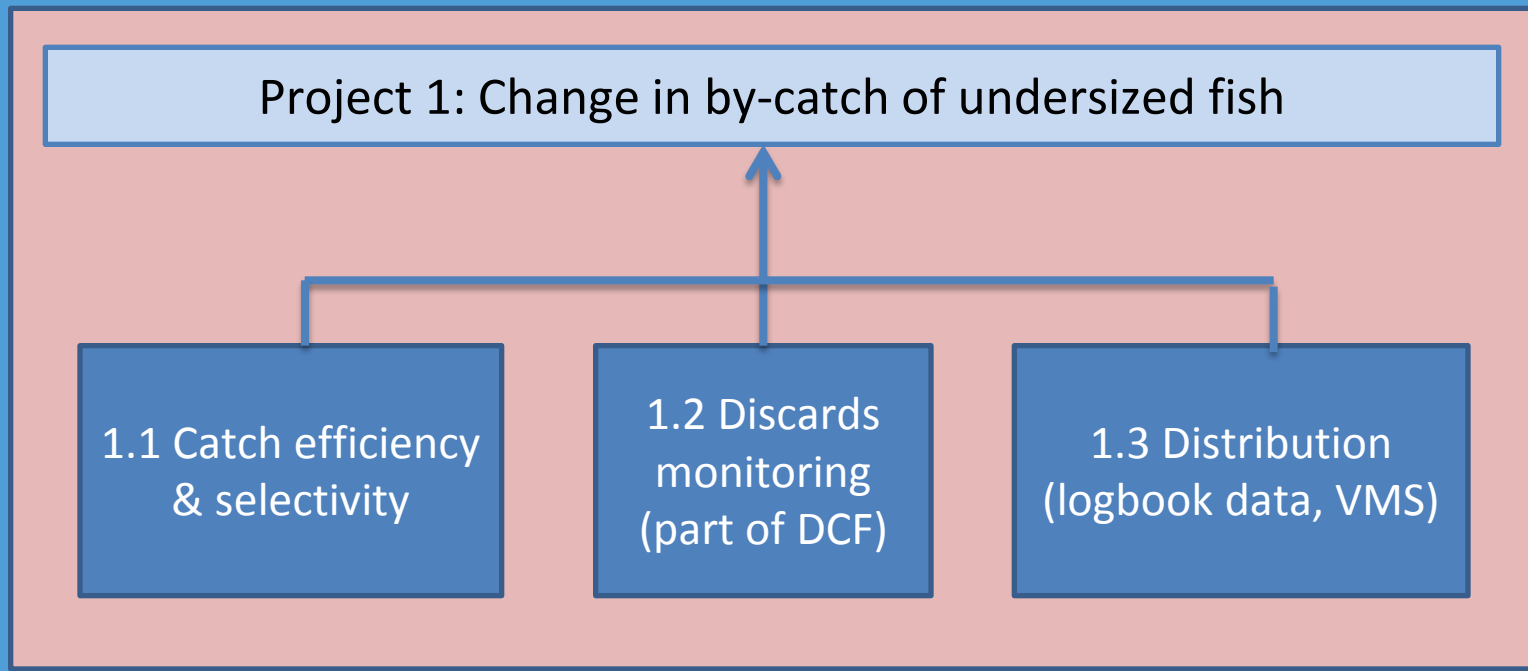 Project 1: Change in by-catch of undersized fish
1.1 Catch efficiency
& selectivity
1.2 Discards
monitoring
(part of DCF)
1.3 Distribution
(logbook data, VMS)